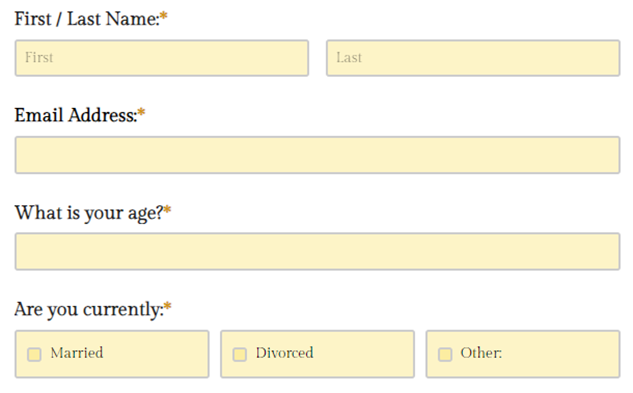 First / Last Name:*
First Last
Email Address:*
What is your age?*
Are you currently:*
Married Divorced Other: